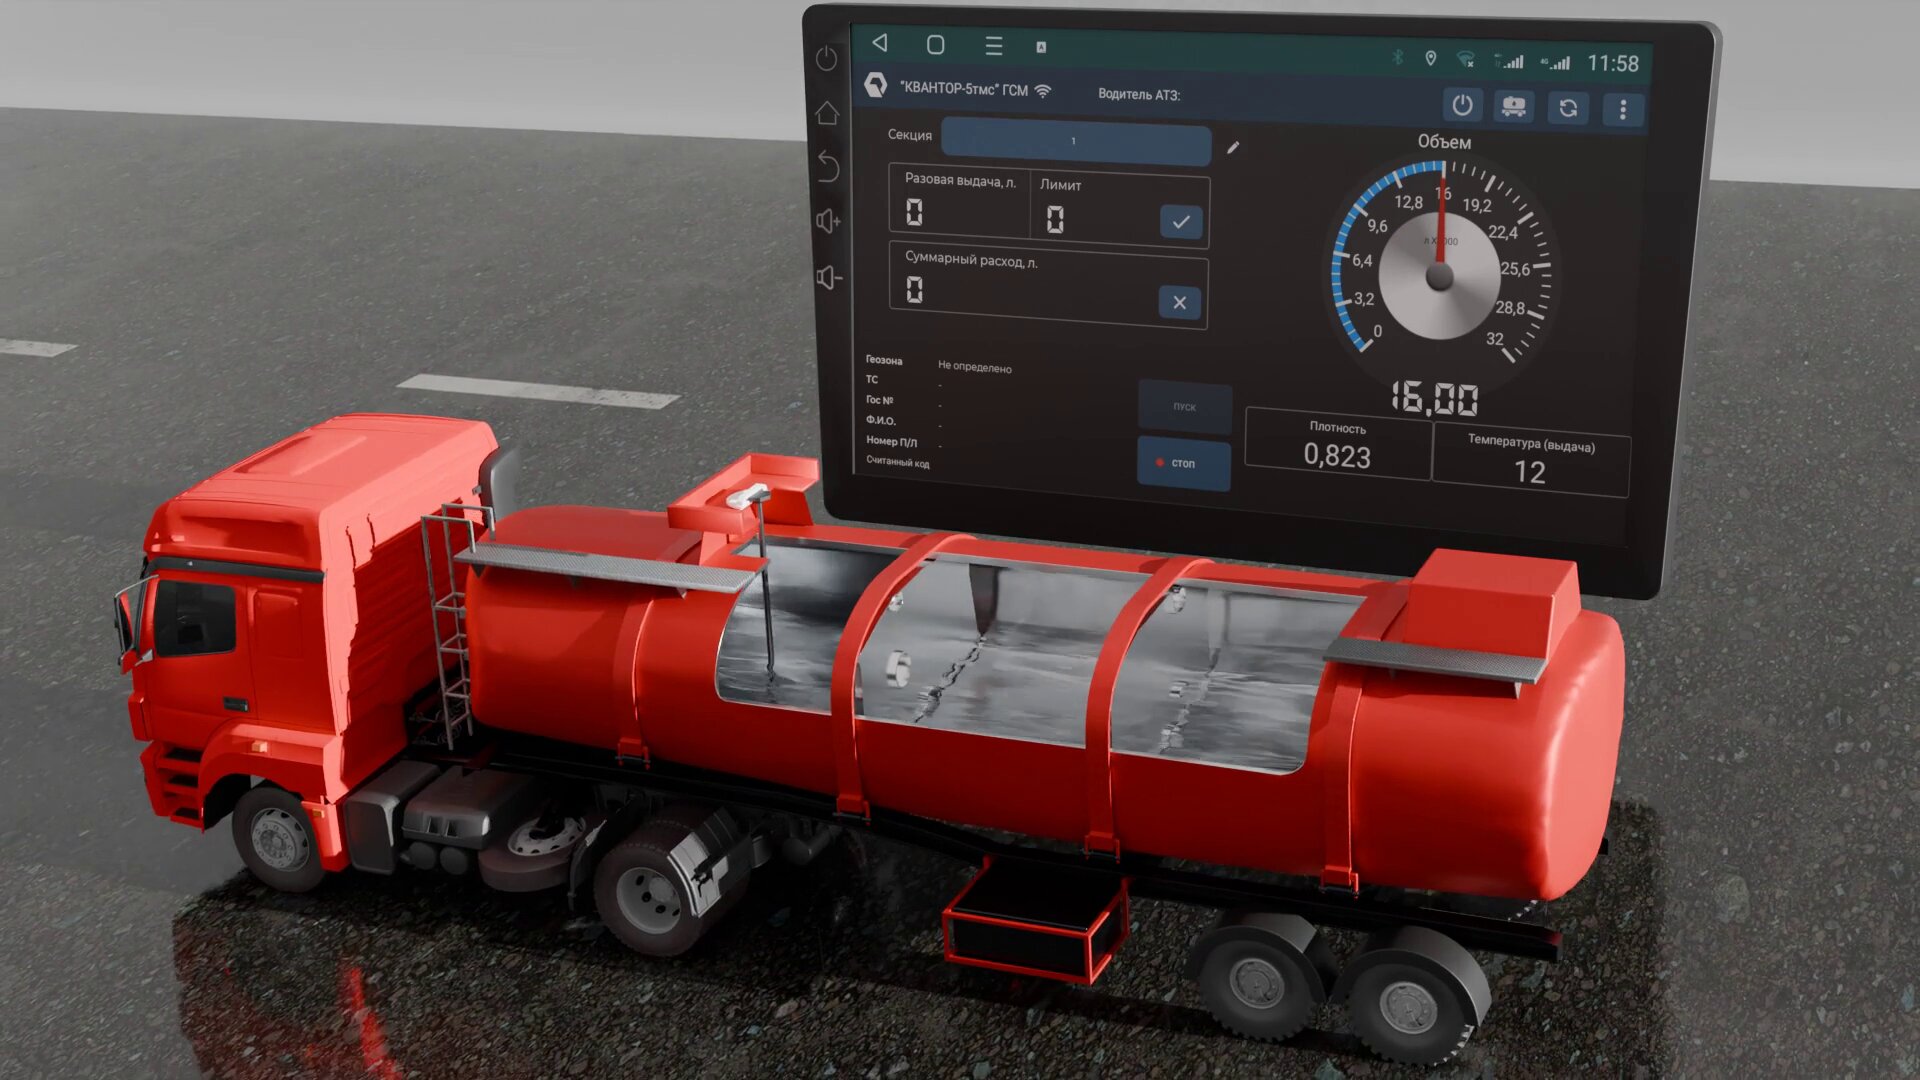 11:58
"КВАНТОР-5тмс" ГСМ
Водитель АТЗ:
Секция
1
Разовая выдача, л.
Лимит
0
0
Суммарный расход, л.
0
Геозона
Не определено
ТС
-
Гос №
-
Ф.И.О.
-
Номер П/Л
-
Считанный код
ПУСК
СТОП
Объем
0
3,2
6,4
9,6
12,8
16
19,2
22,4
25,6
28,8
32
16,00
Плотность
0,823
Температура (выдача)
12